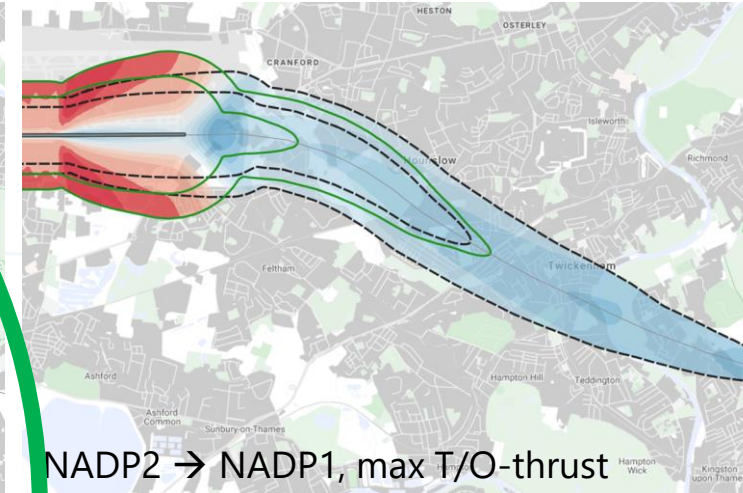 HESTON
OSTERLEY
CRANFORD
Isleworth
Hounslow
Richmond
Feltham
Twickenham
Ashford
Hampton Hill
Teddington
Ashford
Common
Sunbury-on-Thames
Hampton
Wick
Kingston
upon Thames
NADP2 → NADP1, max T/O-thrust